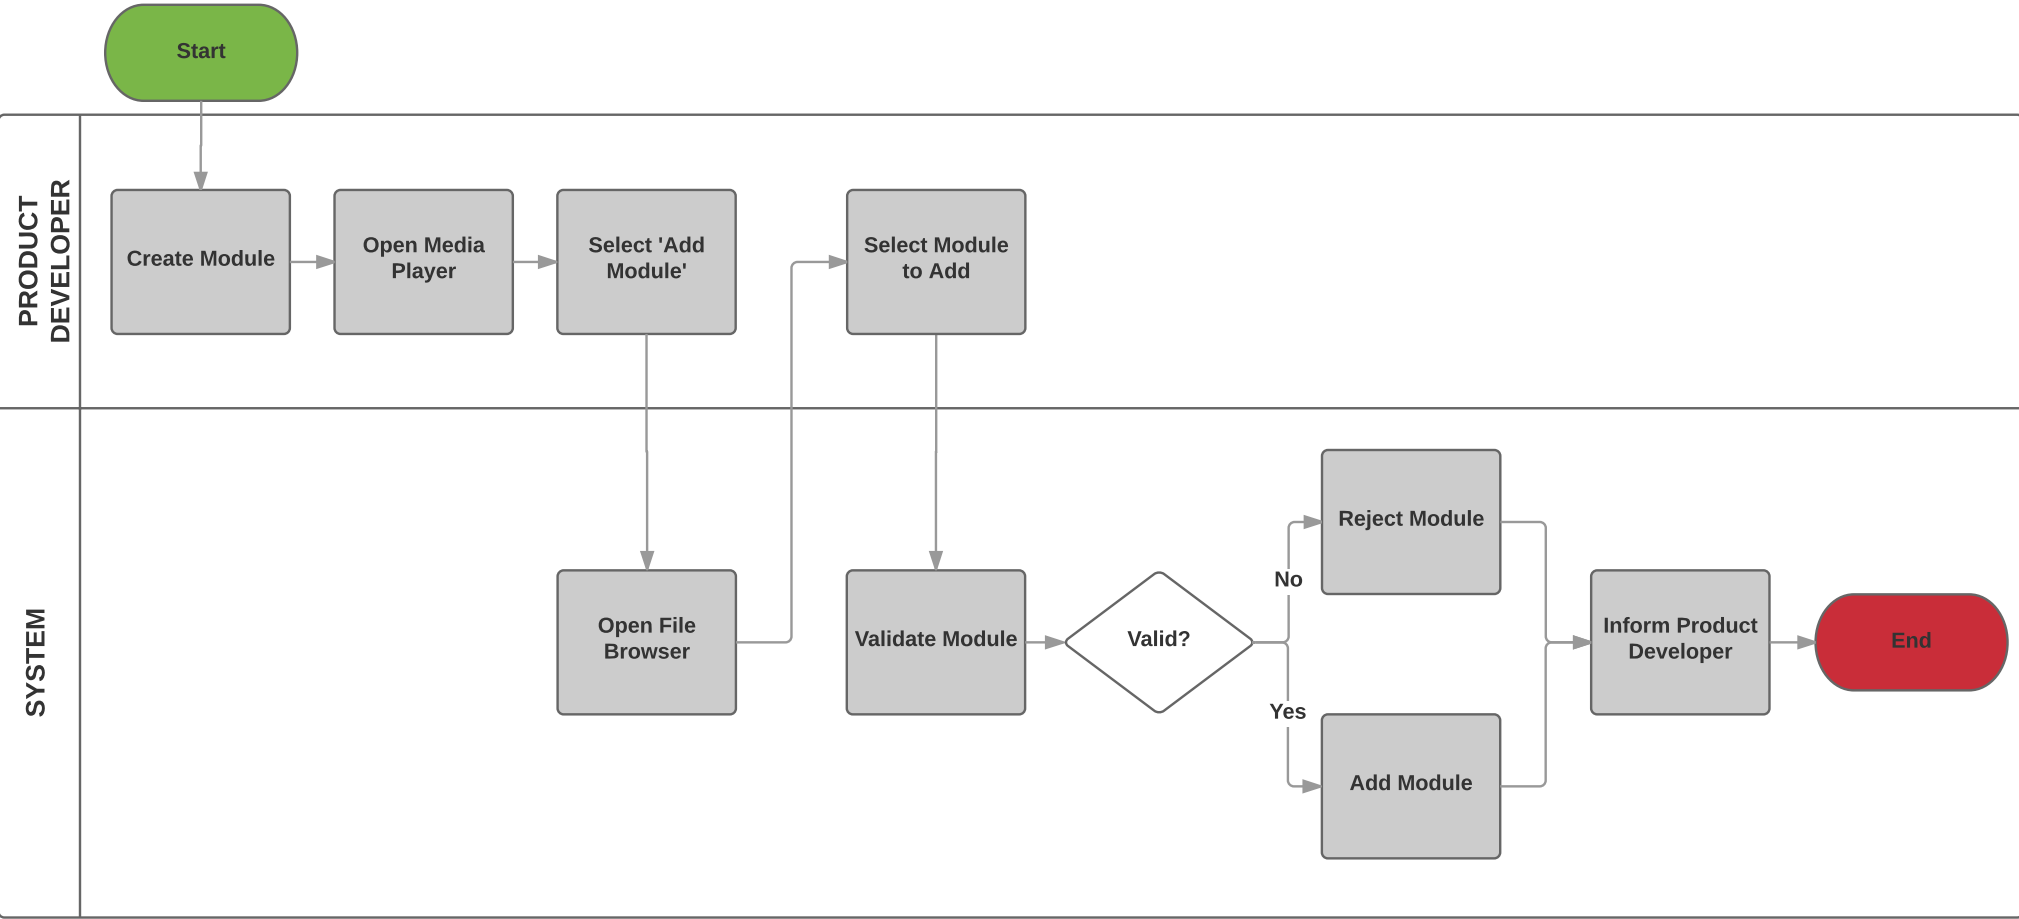 Start
PRODUCT
DEVELOPER
Create Module
Open Media
Player
Select 'Add
Module'
Select Module
to Add
SYSTEM
Open File
Browser
Validate Module
Valid?
No
Yes
Reject Module
Add Module
Inform Product
Developer
End